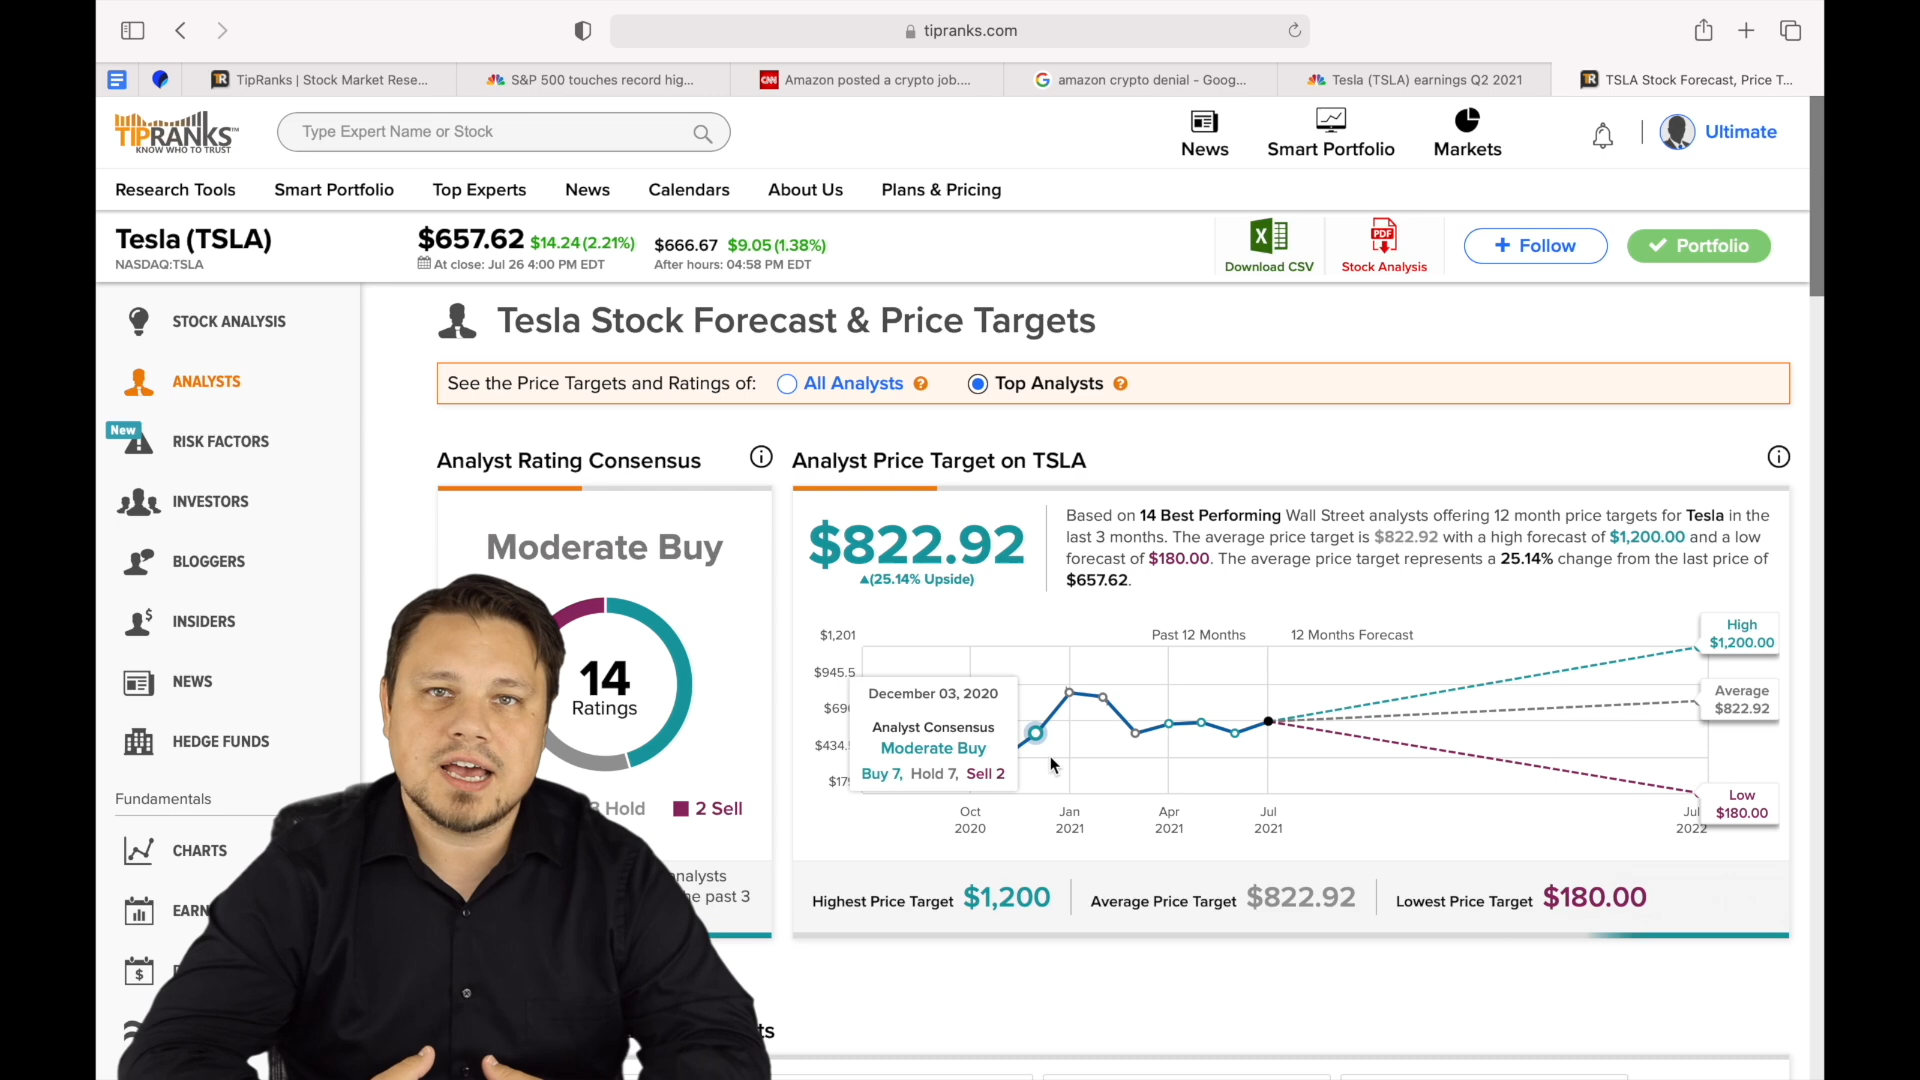 tipranks.com
TipRanks | Stock Market Rese...
S&P 500 touches record hig...
Amazon posted a crypto job....
amazon crypto denial - Goog...
Tesla (TSLA) earnings Q2 2021
TSLA Stock Forecast, Price T...
TIPRANKS™
KNOW WHO TO TRUST
Type Expert Name or Stock
News
Smart Portfolio
Markets
Ultimate
Research Tools
Smart Portfolio
Top Experts
News
Calendars
About Us
Plans & Pricing
Tesla (TSLA)
NASDAQ:TSLA
$657.62 $14.24 (2.21%)
At close: Jul 26 4:00 PM EDT
$666.67 $9.05 (1.38%)
After hours: 04:58 PM EDT
Download CSV
PDF
Stock Analysis
+ Follow
Portfolio
STOCK ANALYSIS
ANALYSTS
New
RISK FACTORS
INVESTORS
BLOGGERS
INSIDERS
NEWS
HEDGE FUNDS
Fundamentals
CHARTS
EARN
Tesla Stock Forecast & Price Targets
See the Price Targets and Ratings of:
All Analysts
Top Analysts
Analyst Rating Consensus
Moderate Buy
14
Ratings
Hold
2 Sell
analysts
he past 3
Analyst Price Target on TSLA
$822.92
▲(25.14% Upside)
Based on 14 Best Performing Wall Street analysts offering 12 month price targets for Tesla in the
last 3 months. The average price target is $822.92 with a high forecast of $1,200.00 and a low
forecast of $180.00. The average price target represents a 25.14% change from the last price of
$657.62.
Past 12 Months
12 Months Forecast
$1,201
$945.5
$434.
High
$1,200.00
Average
$822.92
Low
$180.00
December 03, 2020
Analyst Consensus
Moderate Buy
Buy 7, Hold 7, Sell 2
Oct
2020
Jan
2021
Apr
2021
Jul
2021
Jul
2022
Highest Price Target $1,200
Average Price Target $822.92
Lowest Price Target $180.00
ts